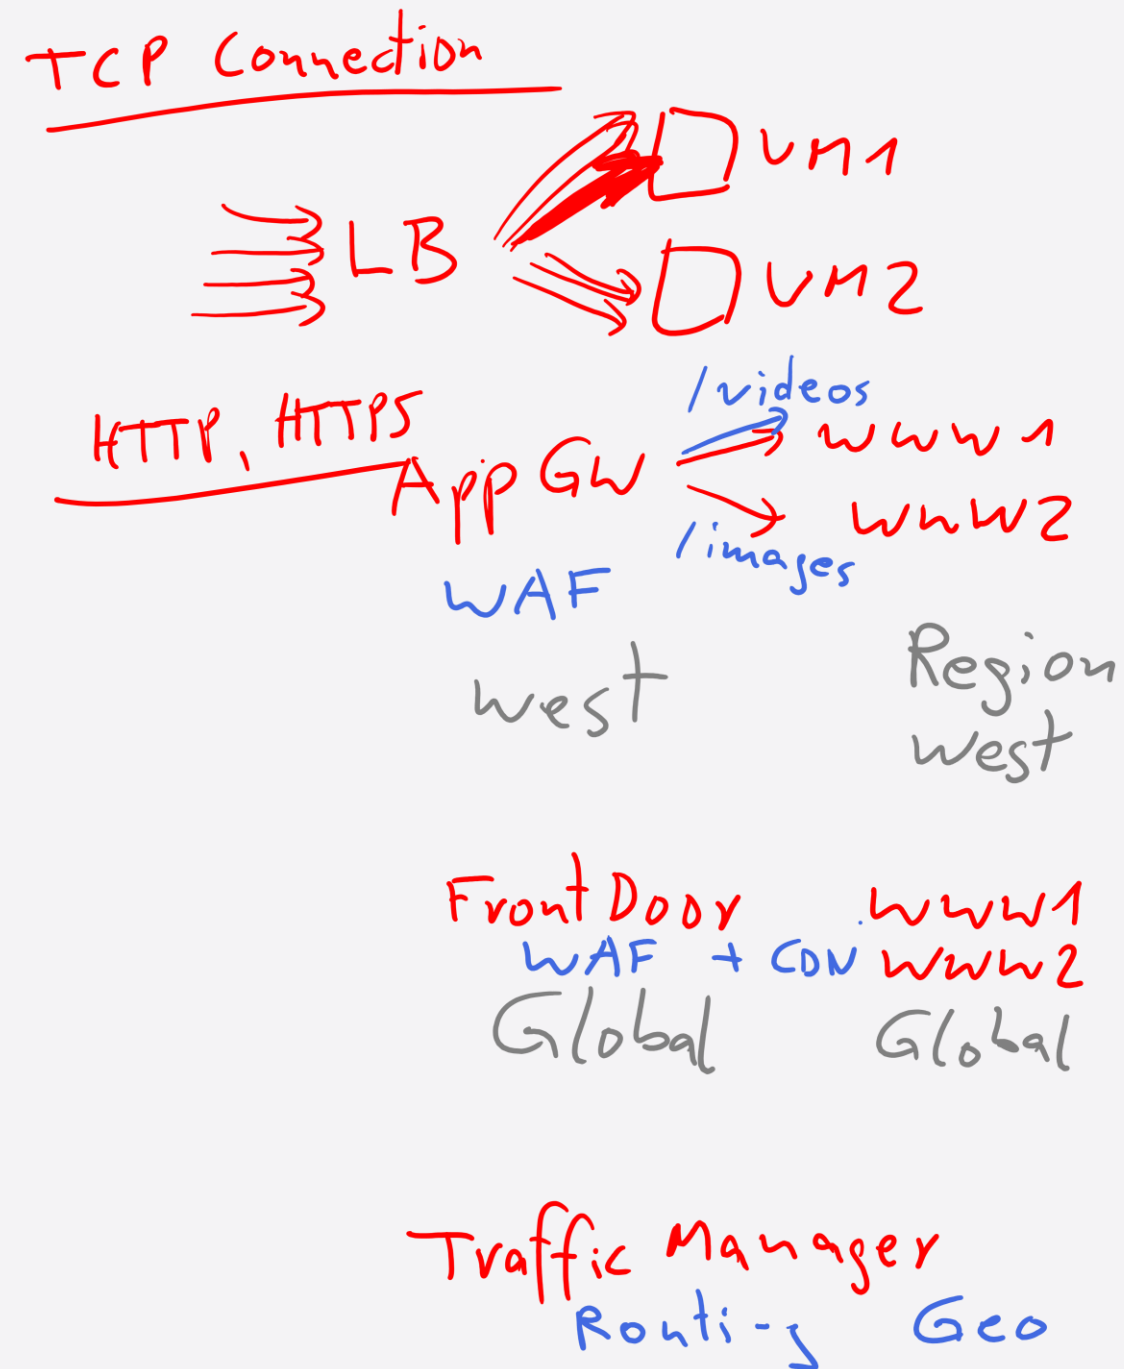 TCP Connection
VM1
LB
VM2
/videos
HTTP, HTTPS
www1
App GW
www2
/images
WAF
west
Region
west
Front Door www1
WAF + CDN www2
Global Global
Traffic Manager
Routing Geo